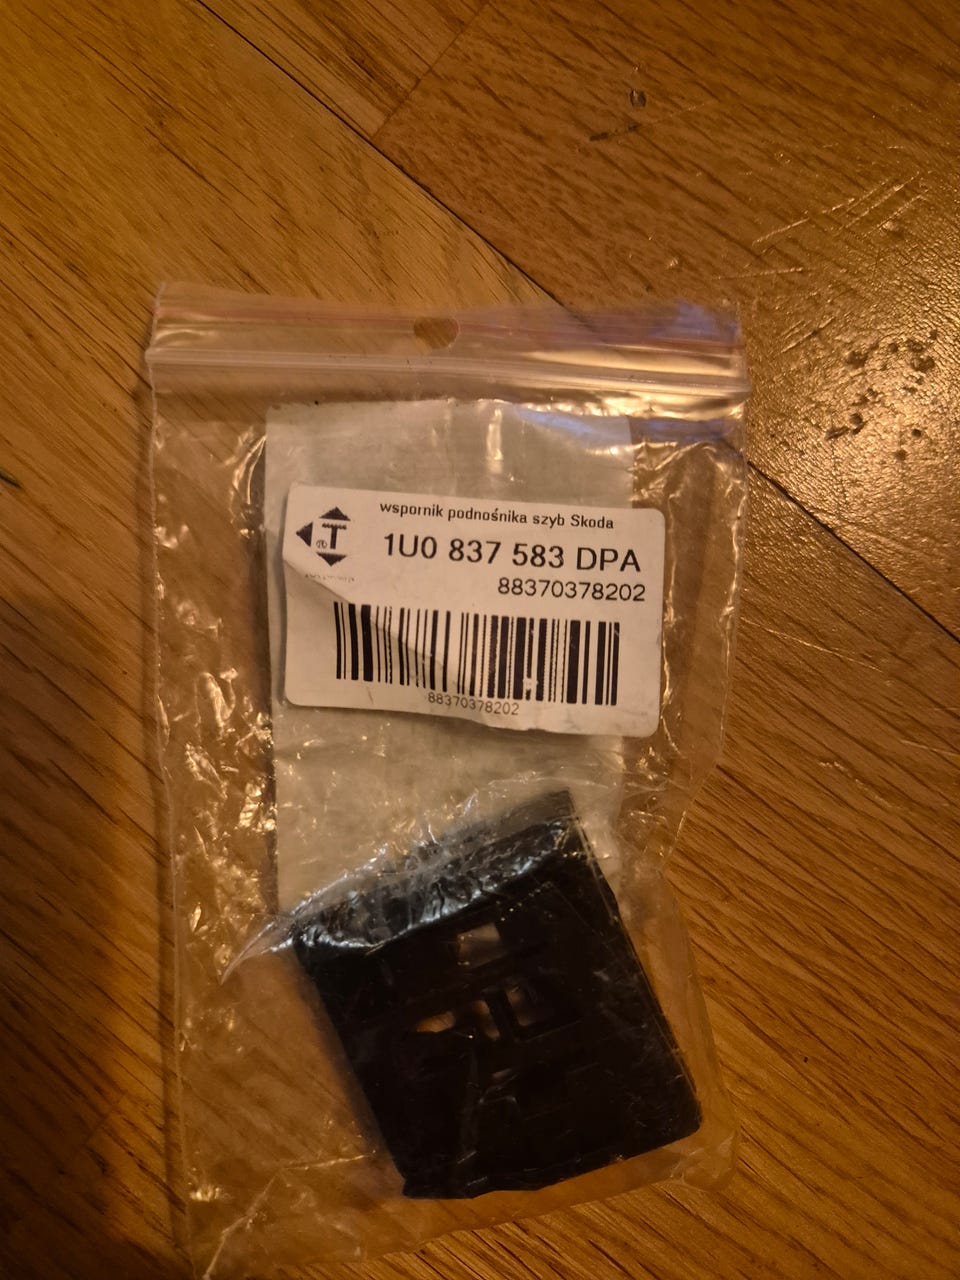 wspornik podnośnika szyb Skoda
T
®
1U0 837 583 DPA
88370378202
88370378202